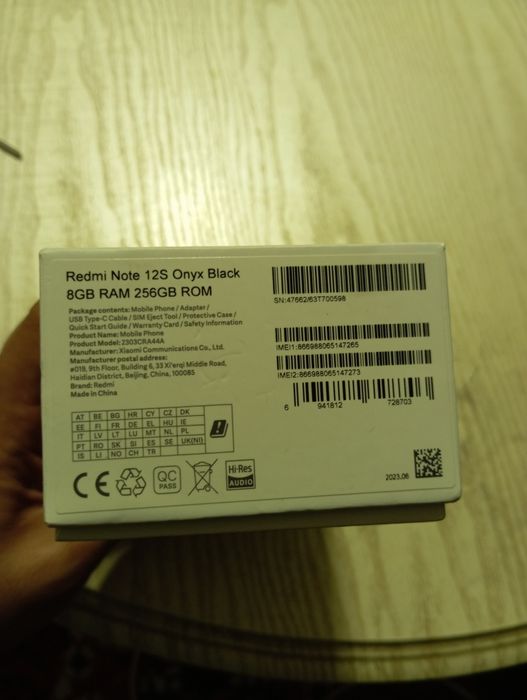 Redmi Note 12S Onyx Black
8GB RAM 256GB ROM
Package contents: Mobile Phone / Adapter /
USB Type-C Cable / SIM Eject Tool / Protective Case /
Quick Start Guide / Warranty Card / Safety Information
Product Name: Mobile Phone
Product Model: 2303CRA44A
Manufacturer: Xiaomi Communications Co., Ltd.
Manufacturer postal address:
#019, 9th Floor, Building 6, 33 Xi'erqi Middle Road,
Haidian District, Beijing, China, 100085
Brand: Redmi
Made in China
SN:47662/63T700598
IMEI1:866988065147265
IMEI2:866988065147273
6 941812 728703
AT BE BG HR CY CZ DK
EE FI FR DE EL HU IE
IT LV LT LU MT NL PL
PT RO SK SI ES SE UK(NI)
IS LI NO CH TR
CE
QC
PASS
Hi-Res
AUDIO
2023.06